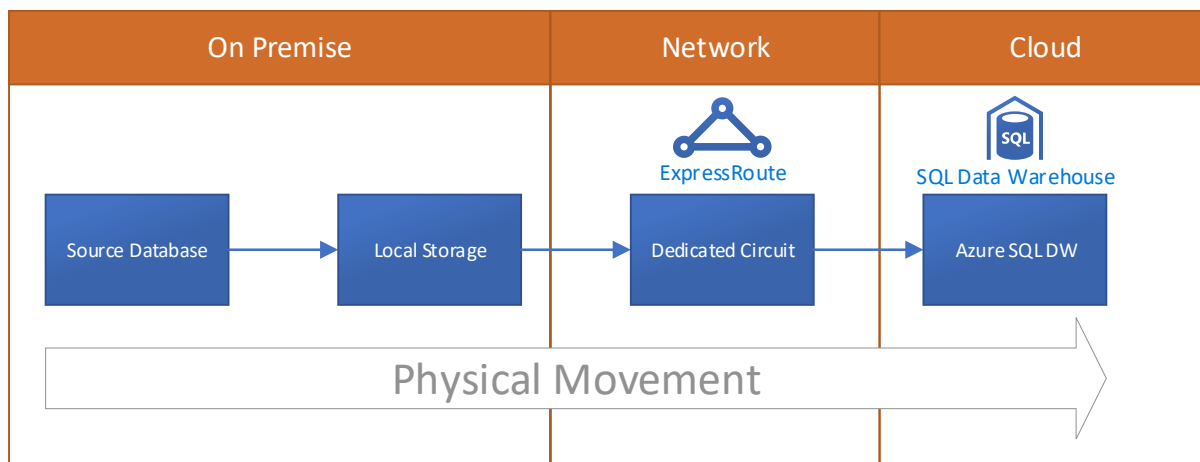 On Premise
Network
Cloud
ExpressRoute
SQL
SQL Data Warehouse
Source Database
Local Storage
Dedicated Circuit
Azure SQL DW
Physical Movement